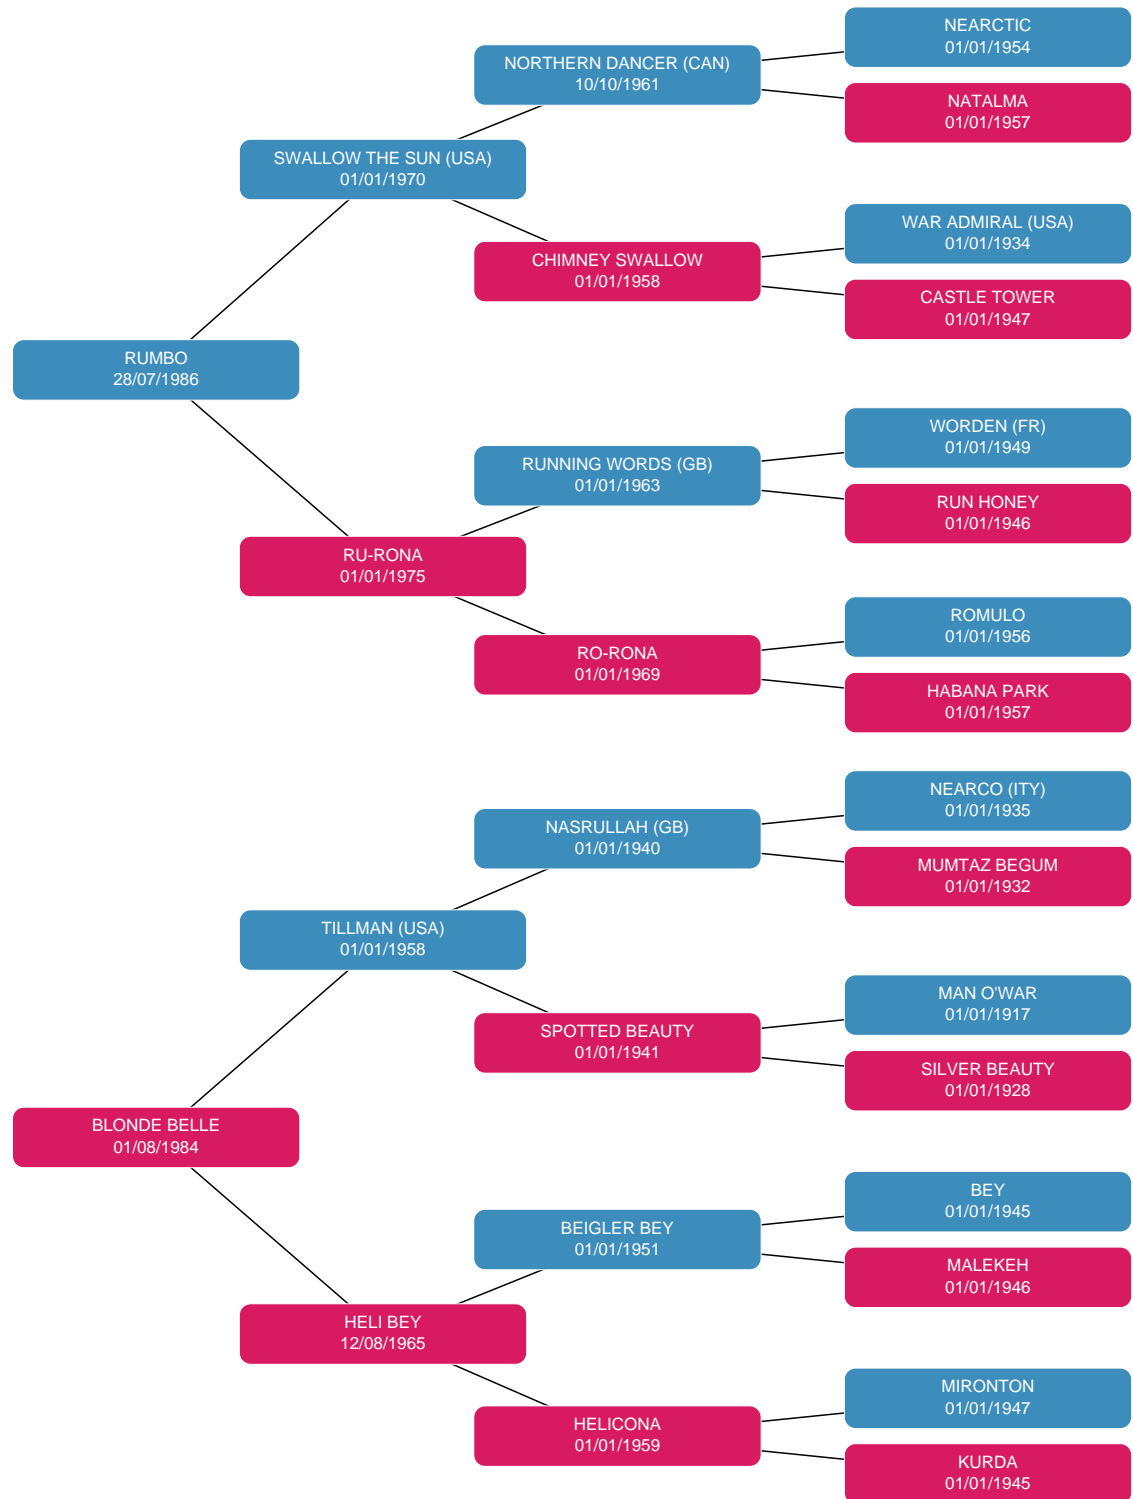 NEARCTIC
01/01/1954
NORTHERN DANCER (CAN)
10/10/1961
NATALMA
01/01/1957
SWALLOW THE SUN (USA)
01/01/1970
WAR ADMIRAL (USA)
01/01/1934
CHIMNEY SWALLOW
01/01/1958
CASTLE TOWER
01/01/1947
RUMBO
28/07/1986
WORDEN (FR)
01/01/1949
RUNNING WORDS (GB)
01/01/1963
RUN HONEY
01/01/1946
RU-RONA
01/01/1975
ROMULO
01/01/1956
RO-RONA
01/01/1969
HABANA PARK
01/01/1957
NEARCO (ITY)
01/01/1935
NASRULLAH (GB)
01/01/1940
MUMTAZ BEGUM
01/01/1932
TILLMAN (USA)
01/01/1958
MAN O'WAR
01/01/1917
SPOTTED BEAUTY
01/01/1941
SILVER BEAUTY
01/01/1928
BLONDE BELLE
01/08/1984
BEY
01/01/1945
BEIGLER BEY
01/01/1951
MALEKEH
01/01/1946
HELI BEY
12/08/1965
MIRONTON
01/01/1947
HELICONA
01/01/1959
KURDA
01/01/1945